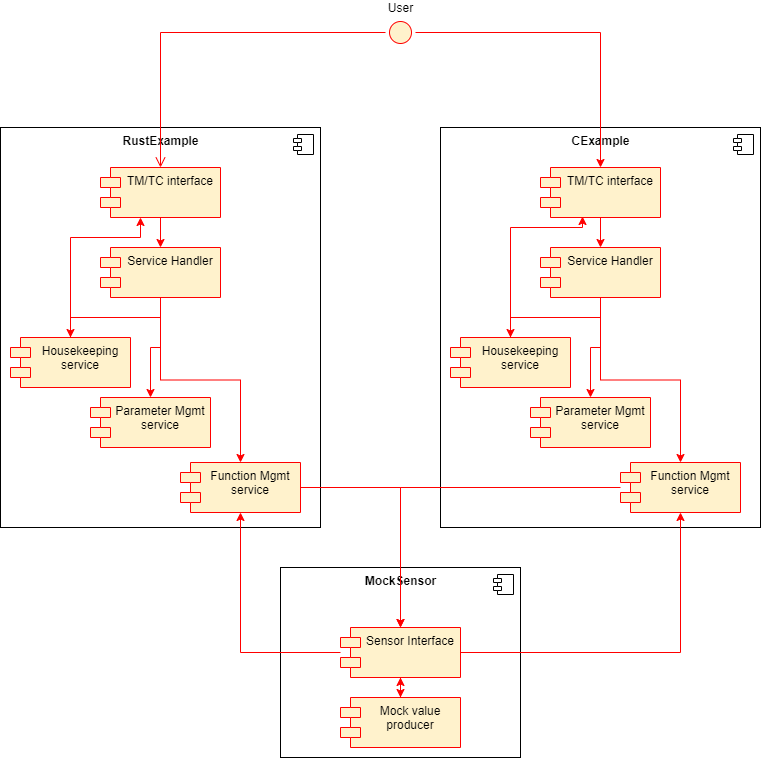 User
RustExample
CExample
TM/TC interface
TM/TC interface
Service Handler
Service Handler
Housekeeping
service
Housekeeping
service
Parameter Mgmt
service
Parameter Mgmt
service
Function Mgmt
service
Function Mgmt
service
MockSensor
Sensor Interface
Mock value
producer